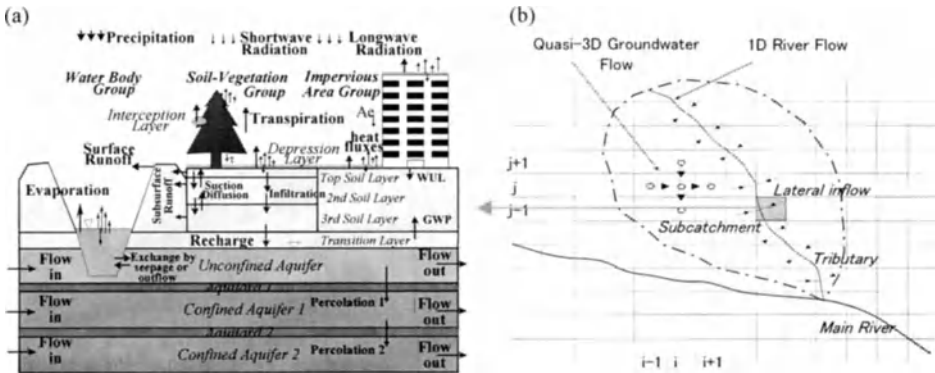 (a)
Precipitation
Shortwave Radiation
Longwave Radiation
Water Body Group
Soil-Vegetation Group
Impervious Area Group
Interception Layer
Transpiration
Ae
heat fluxes
Depression Layer
Surface Runoff
Evaporation
Subsurface Runoff
Suction Diffusion
Infiltration
Top Soil Layer
2nd Soil Layer
3rd Soil Layer
WUL
GWP
Recharge
Transition Layer
Flow in
Exchange by seepage or outflow
Unconfined Aquifer
Flow out
Aquitard 1
Percolation 1
Flow in
Confined Aquifer 1
Flow out
Aquitard 2
Percolation 2
Flow in
Confined Aquifer 2
Flow out
(b)
Quasi-3D Groundwater Flow
1D River Flow
j+1
j
j-1
Lateral inflow
Subcatchment
Tributary
Main River
i-1 i i+1